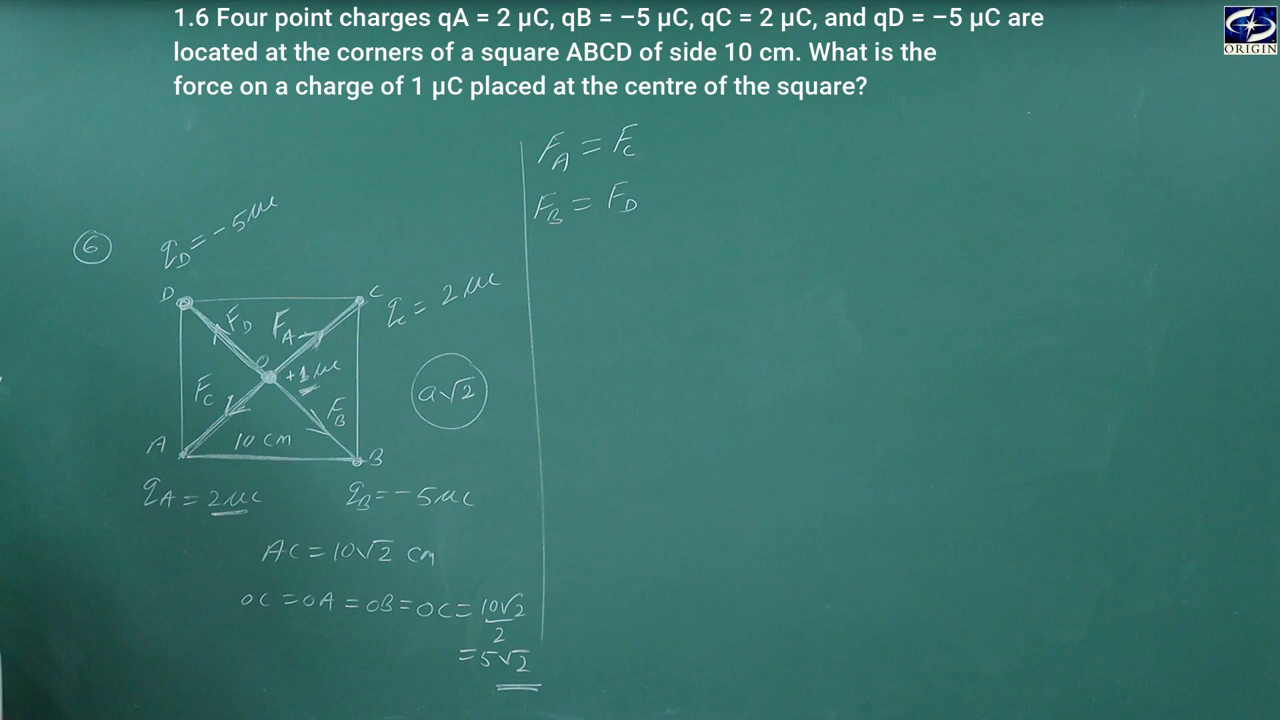 1.6 Four point charges qA = 2 µC, qB = −5 µC, qC = 2 µC, and qD = −5 µC are
located at the corners of a square ABCD of side 10 cm. What is the
force on a charge of 1 µC placed at the centre of the square?
ORIGIN
6
qD = -5µc
D
C
qc = 2µc
FD
FA
O
+1µc
FC
FB
10 cm
A
B
a√2
qA = 2µc
qB = -5µc
AC = 10√2 cm
OC = OA = OB = OC = 10√2
2
= 5√2
FA = FC
FB = FD